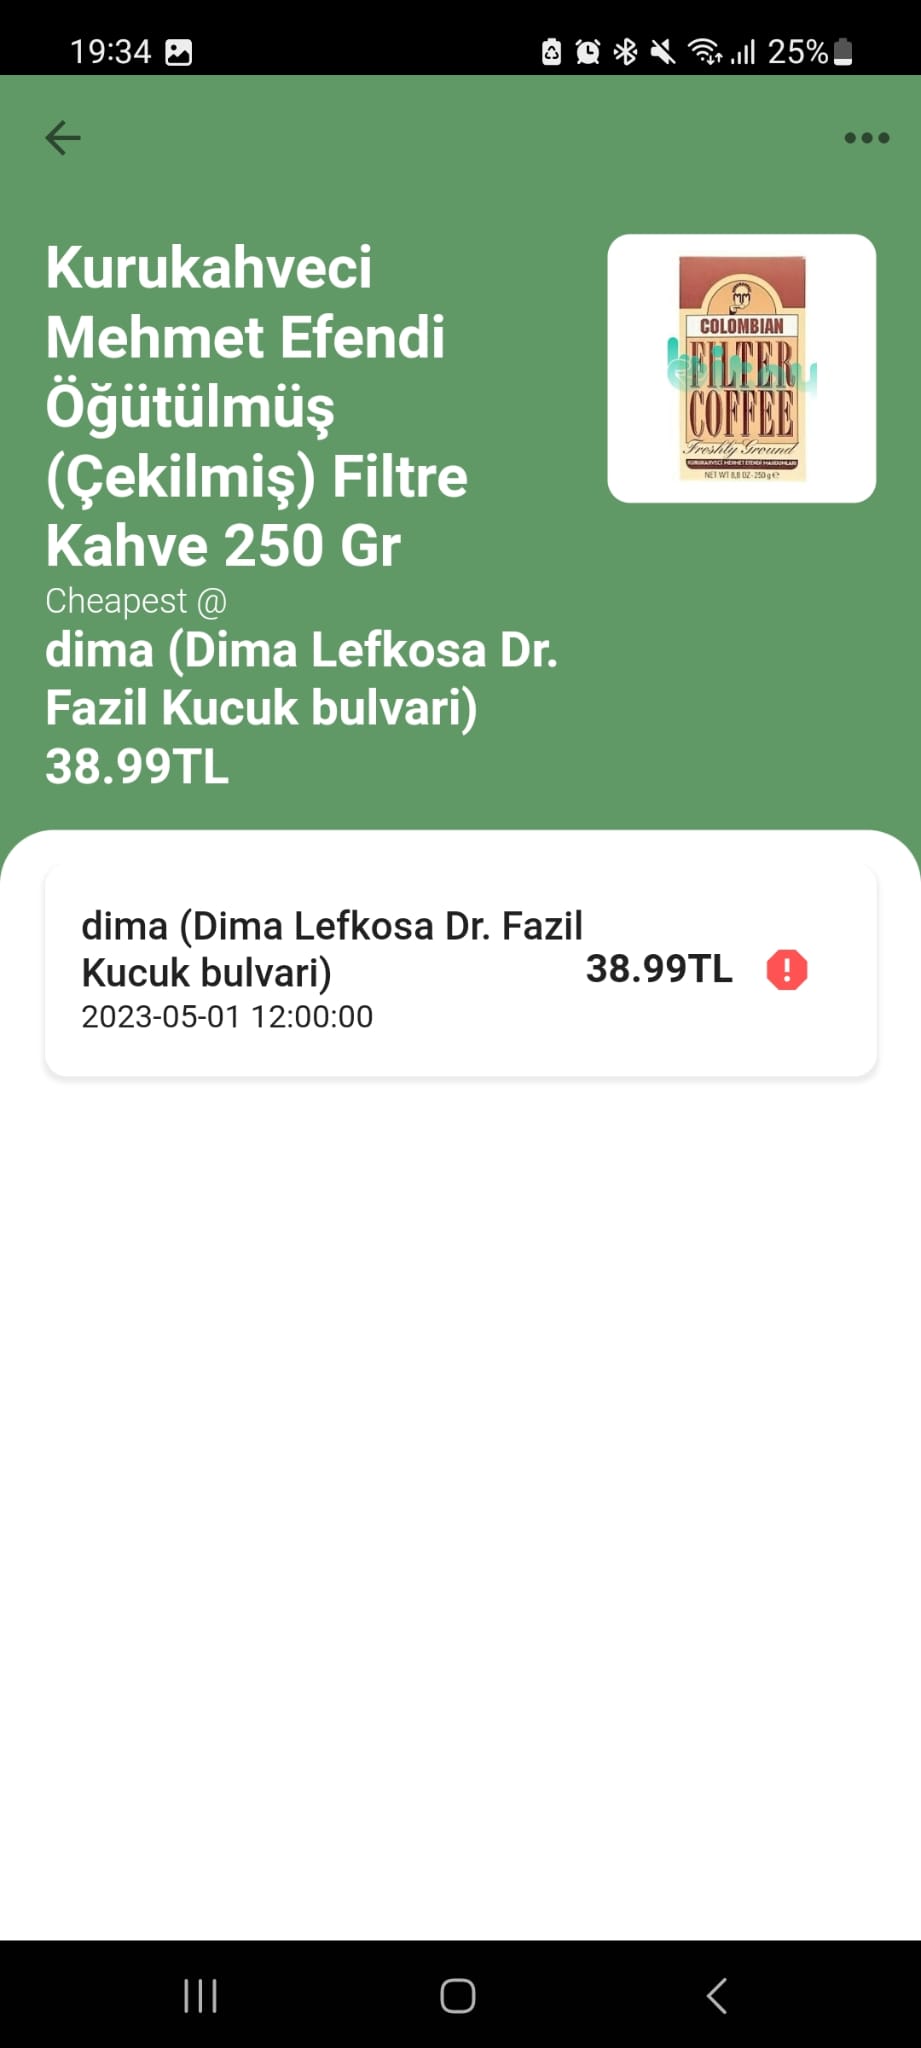 19:34
25%
Kurukahveci
Mehmet Efendi
Öğütülmüş
(Çekilmiş) Filtre
Kahve 250 Gr
COLOMBIAN
FILTER
COFFEE
Freshly Ground
KURUKAHVECİ MEHMET EFENDİ MAHDUMLARI
NET WT 8,8 OZ - 250 g e
Cheapest @
dima (Dima Lefkosa Dr.
Fazil Kucuk bulvari)
38.99TL
dima (Dima Lefkosa Dr. Fazil
Kucuk bulvari)
38.99TL
2023-05-01 12:00:00